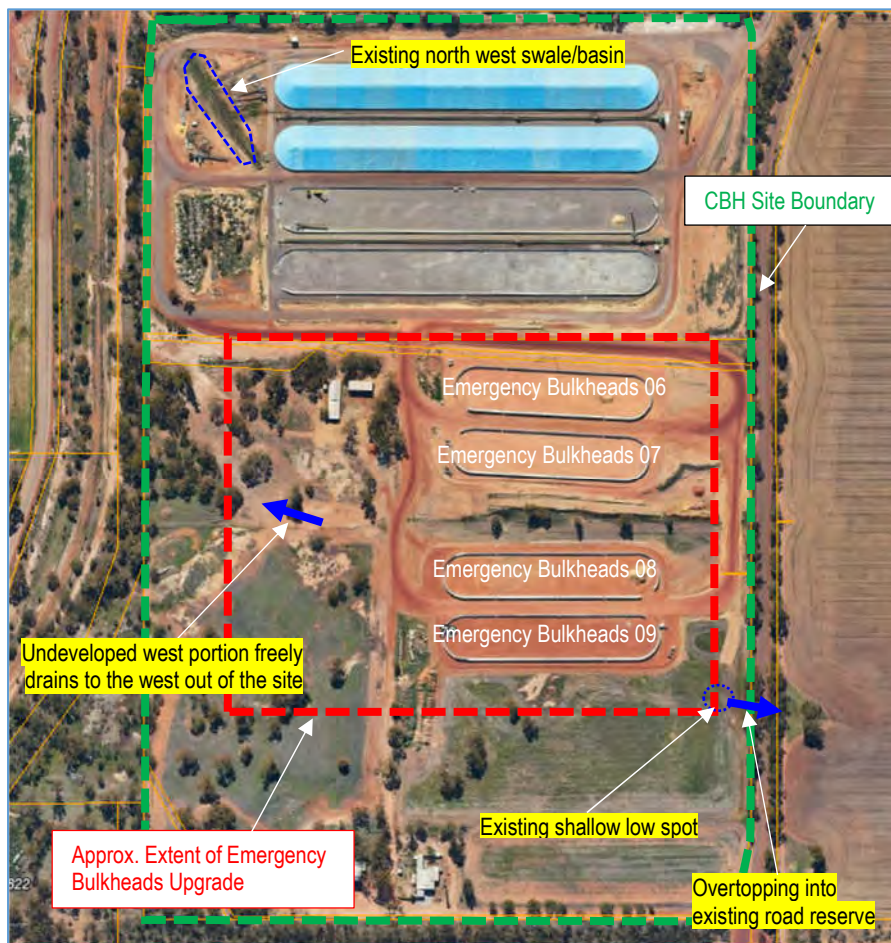 Existing north west swale/basin
CBH Site Boundary
Emergency Bulkheads 06
Emergency Bulkheads 07
Emergency Bulkheads 08
Emergency Bulkheads 09
Undeveloped west portion freely
drains to the west out of the site
Existing shallow low spot
Approx. Extent of Emergency
Bulkheads Upgrade
Overtopping into
existing road reserve
822